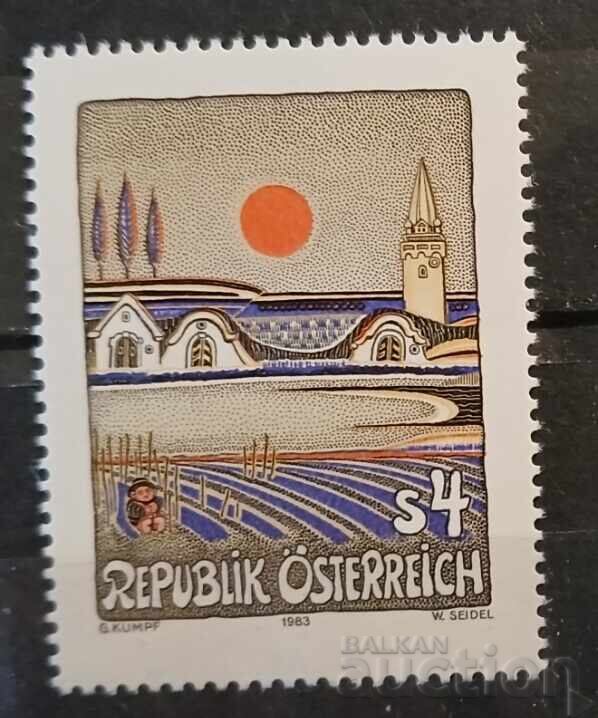 S4
REPUBLIK ÖSTERREICH
G. KUMPF 1983 W. SEIDEL
BALKAN
auction